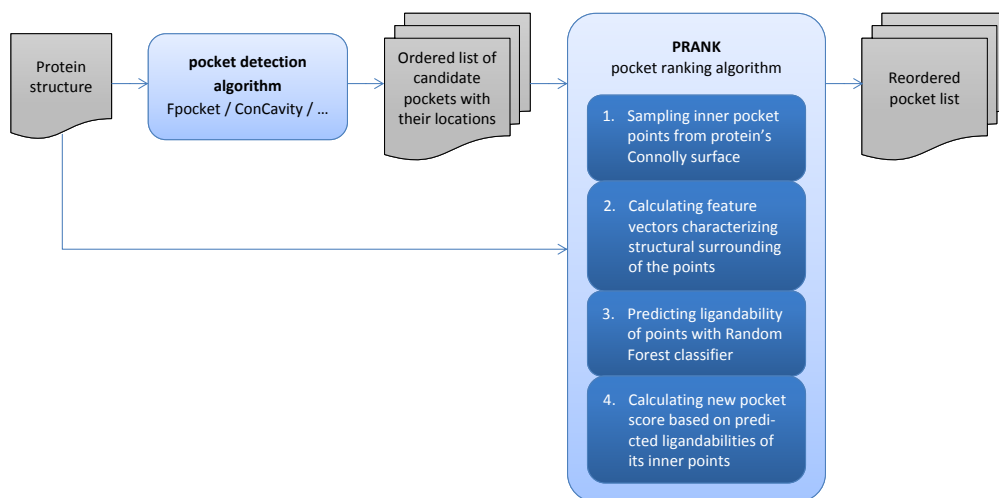 Protein
structure
pocket detection
algorithm
Fpocket / ConCavity / …
Ordered list of
candidate
pockets with
their locations
PRANK
pocket ranking algorithm
1. Sampling inner pocket
points from protein's
Connolly surface
2. Calculating feature
vectors characterizing
structural surrounding
of the points
3. Predicting ligandability
of points with Random
Forest classifier
4. Calculating new pocket
score based on predi-
cted ligandabilities of
its inner points
Reordered
pocket list